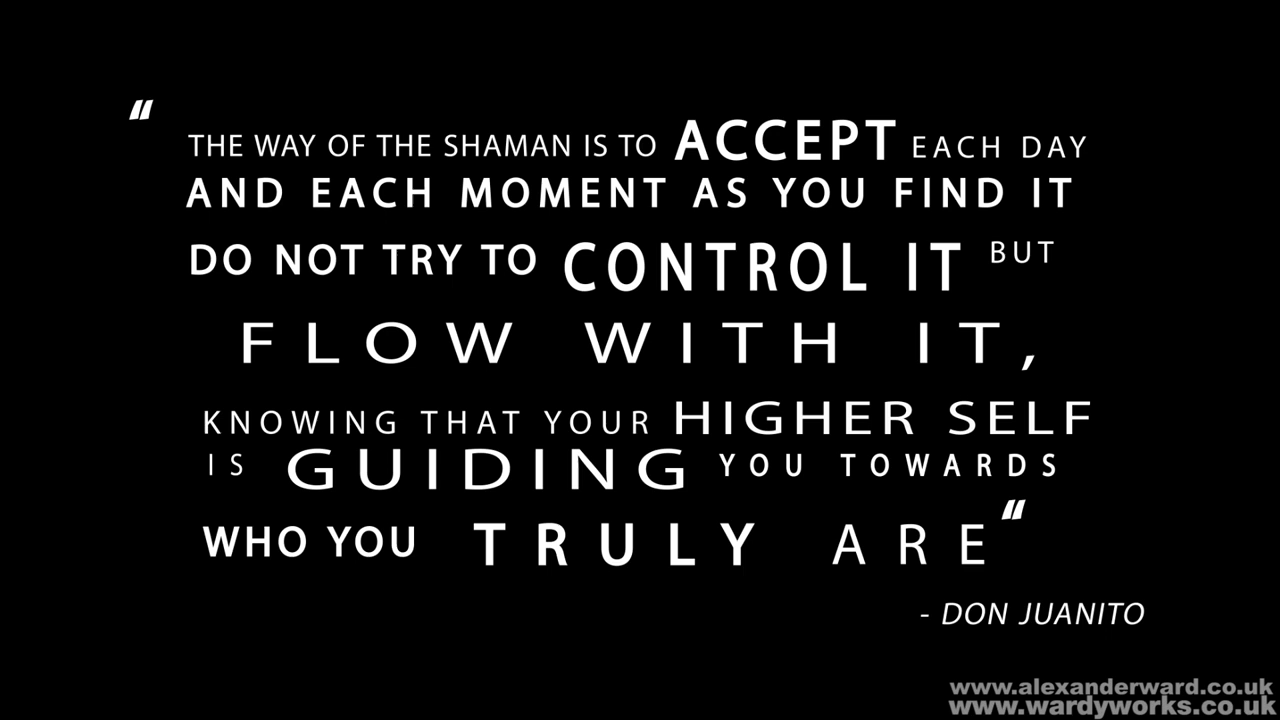 “ THE WAY OF THE SHAMAN IS TO ACCEPT EACH DAY
AND EACH MOMENT AS YOU FIND IT
DO NOT TRY TO CONTROL IT BUT
FLOW WITH IT,
KNOWING THAT YOUR HIGHER SELF
IS GUIDING YOU TOWARDS
WHO YOU TRULY ARE“
- DON JUANITO
www.alexanderward.co.uk
www.wardyworks.co.uk